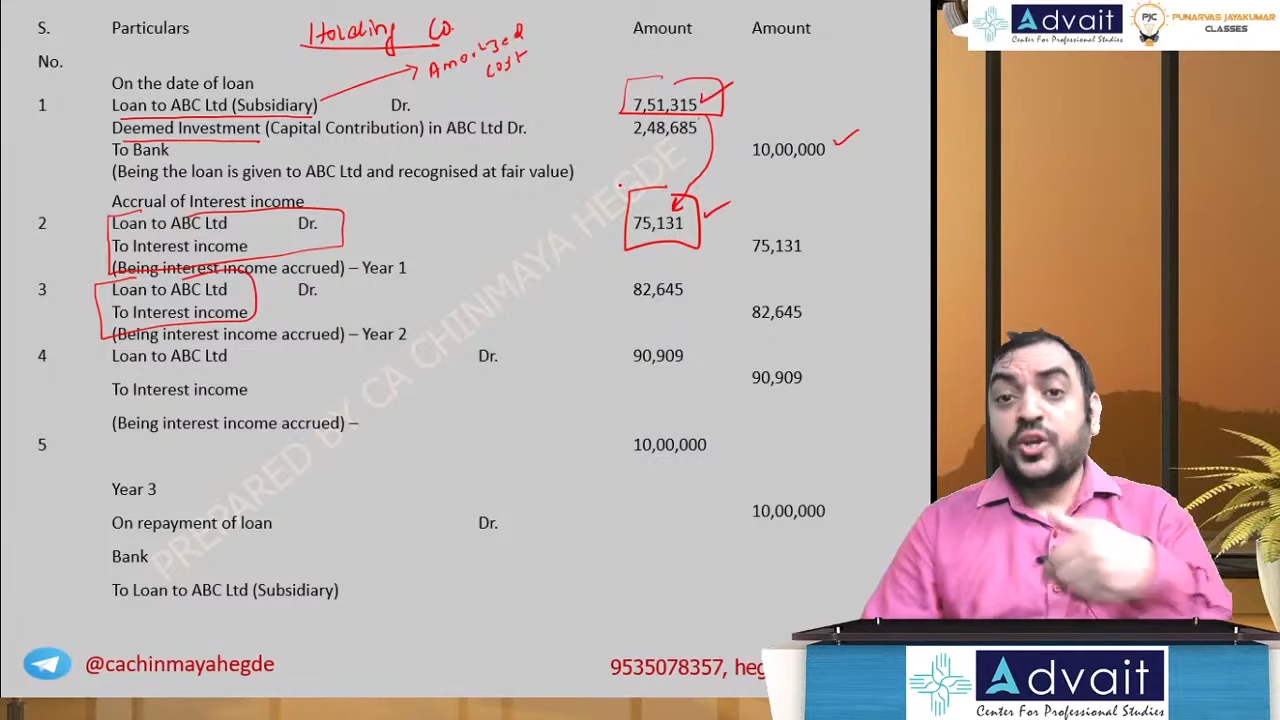 S. Particulars Holding Co. Amount Amount
No.
Amortized cost
On the date of loan
1 Loan to ABC Ltd (Subsidiary) Dr. 7,51,315
Deemed Investment (Capital Contribution) in ABC Ltd Dr. 2,48,685
To Bank 10,00,000
(Being the loan is given to ABC Ltd and recognised at fair value)
Accrual of Interest income
2 Loan to ABC Ltd Dr. 75,131
To Interest income 75,131
(Being interest income accrued) – Year 1
3 Loan to ABC Ltd Dr. 82,645
To Interest income 82,645
(Being interest income accrued) – Year 2
4 Loan to ABC Ltd Dr. 90,909
To Interest income 90,909
(Being interest income accrued) –
5 10,00,000
Year 3
On repayment of loan Dr. 10,00,000
Bank
To Loan to ABC Ltd (Subsidiary)
PREPARED BY CA CHINMAYA HEGDE
@cachinmayahegde 9535078357, heg
Advait
Center For Professional Studies
PJC PUNARVAS JAYAKUMAR
CLASSES
Advait
Center For Professional Studies